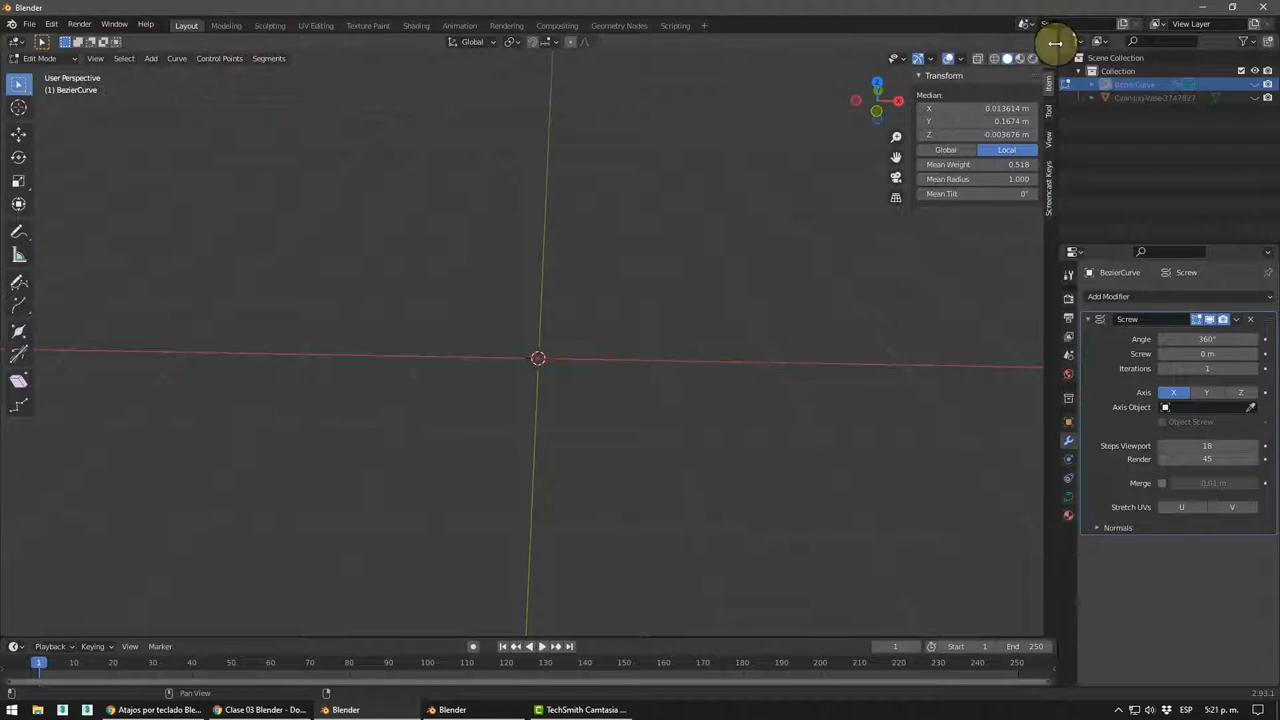 Blender
File Edit Render Window Help
Layout Modeling Sculpting UV Editing Texture Paint Shading Animation Rendering Compositing Geometry Nodes Scripting +
View Layer
Global
Edit Mode View Select Add Curve Control Points Segments
User Perspective
(1) BezierCurve
Z
X
Transform
Median:
X 0.013614 m
Y 0.1674 m
Z -0.003676 m
Global Local
Mean Weight 0.518
Mean Radius 1.000
Mean Tilt 0°
Item
Tool
View
Screencast Keys
Scene Collection
Collection
BezierCurve
Cyan-Jug-Vase-3747827
BezierCurve Screw
Add Modifier
Screw
Angle 360°
Screw 0 m
Iterations 1
Axis X Y Z
Axis Object
Object Screw
Steps Viewport 18
Render 45
Merge 0.01 m
Stretch UVs U V
Normals
Playback Keying View Marker
1 Start 1 End 250
1 10 20 30 40 50 60 70 80 90 100 110 120 130 140 150 160 170 180 190 200 210 220 230 240 250
Pan View
2.93.1
Atajos por teclado Ble...
Clase 03 Blender - Do...
Blender
Blender
TechSmith Camtasia ...
ESP 5:21 p. m.